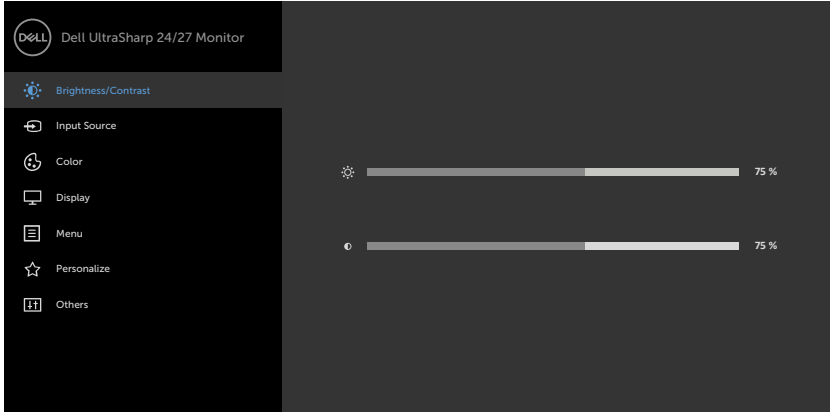 DELL
Dell UltraSharp 24/27 Monitor
Brightness/Contrast
Input Source
Color
75 %
Display
Menu
75 %
Personalize
Others